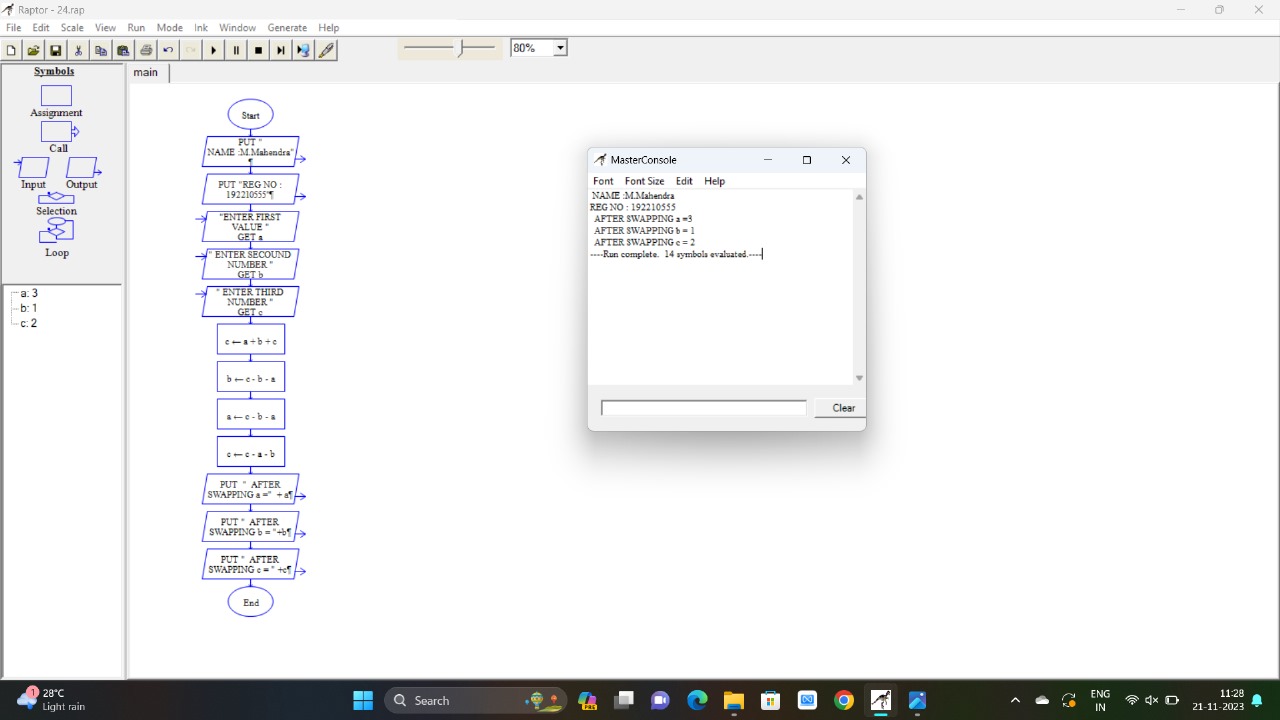 Raptor - 24.rap
File Edit Scale View Run Mode Ink Window Generate Help
80%
Symbols
Assignment
Call
Input Output
Selection
Loop
a: 3
b: 1
c: 2
main
Start
PUT "
NAME :M.Mahendra"
¶
PUT "REG NO :
192210555"¶
"ENTER FIRST
VALUE "
GET a
" ENTER SECOUND
NUMBER "
GET b
" ENTER THIRD
NUMBER "
GET c
c ← a + b + c
b ← c - b - a
a ← c - b - a
c ← c - a - b
PUT " AFTER
SWAPPING a =" + a¶
PUT " AFTER
SWAPPING b = "+b¶
PUT " AFTER
SWAPPING c = " +c¶
End
MasterConsole
Font Font Size Edit Help
NAME :M.Mahendra
REG NO : 192210555
AFTER SWAPPING a =3
AFTER SWAPPING b = 1
AFTER SWAPPING c = 2
----Run complete. 14 symbols evaluated.----
Clear
1
28°C
Light rain
Search
PRE
ENG
IN
11:28
21-11-2023